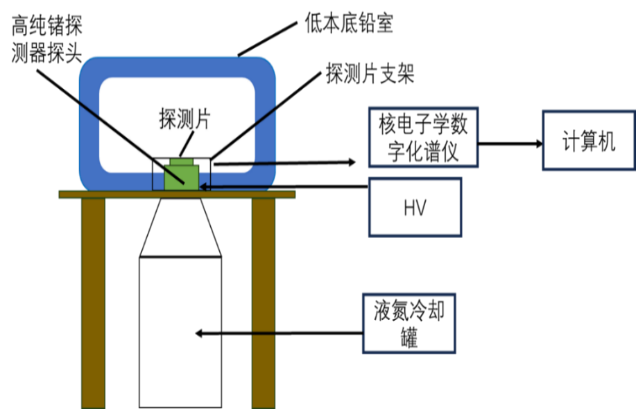 高纯锗探
测器探头
低本底铅室
探测片支架
探测片
核电子学数
字化谱仪
计算机
HV
液氮冷却
罐